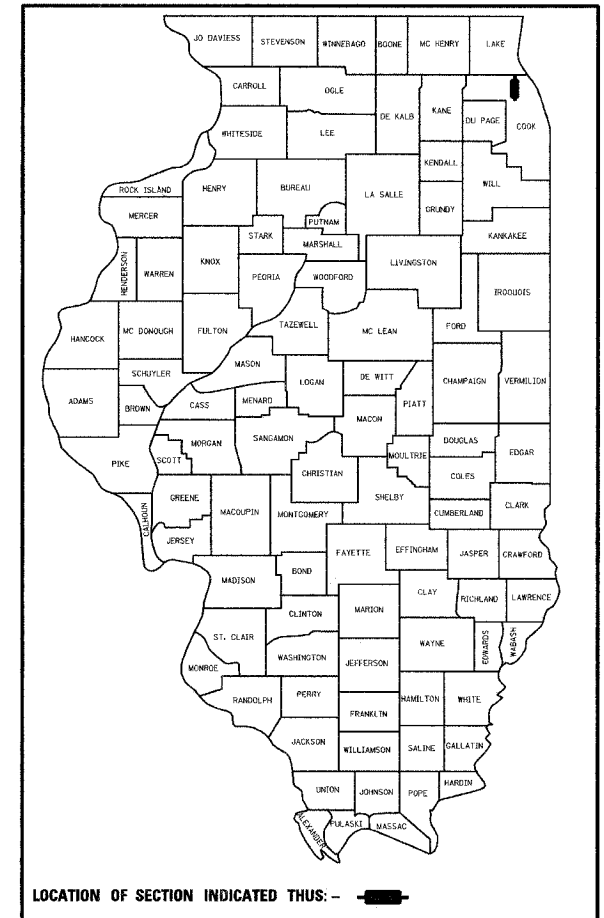 JO DAVIESS
STEVENSON
WINNEBAGO
BOONE
MC HENRY
LAKE
CARROLL
OGLE
DE KALB
KANE
DU PAGE
COOK
WHITESIDE
LEE
KENDALL
WILL
ROCK ISLAND
HENRY
BUREAU
LA SALLE
GRUNDY
MERCER
PUTNAM
KANKAKEE
STARK
MARSHALL
HENDERSON
WARREN
KNOX
PEORIA
WOODFORD
LIVINGSTON
IROQUOIS
HANCOCK
MC DONOUGH
FULTON
TAZEWELL
MC LEAN
FORD
SCHUYLER
MASON
LOGAN
DE WITT
CHAMPAIGN
VERMILION
ADAMS
BROWN
CASS
MENARD
MACON
PIATT
PIKE
SCOTT
MORGAN
SANGAMON
CHRISTIAN
MOULTRIE
DOUGLAS
EDGAR
COLES
SHELBY
CALHOUN
GREENE
MACOUPIN
MONTGOMERY
CUMBERLAND
CLARK
JERSEY
FAYETTE
EFFINGHAM
JASPER
CRAWFORD
MADISON
BOND
CLAY
RICHLAND
LAWRENCE
CLINTON
MARION
ST. CLAIR
WAYNE
EDWARDS
WABASH
MONROE
WASHINGTON
JEFFERSON
RANDOLPH
PERRY
HAMILTON
WHITE
FRANKLIN
JACKSON
WILLIAMSON
SALINE
GALLATIN
UNION
JOHNSON
POPE
HARDIN
ALEXANDER
PULASKI
MASSAC
LOCATION OF SECTION INDICATED THUS: –